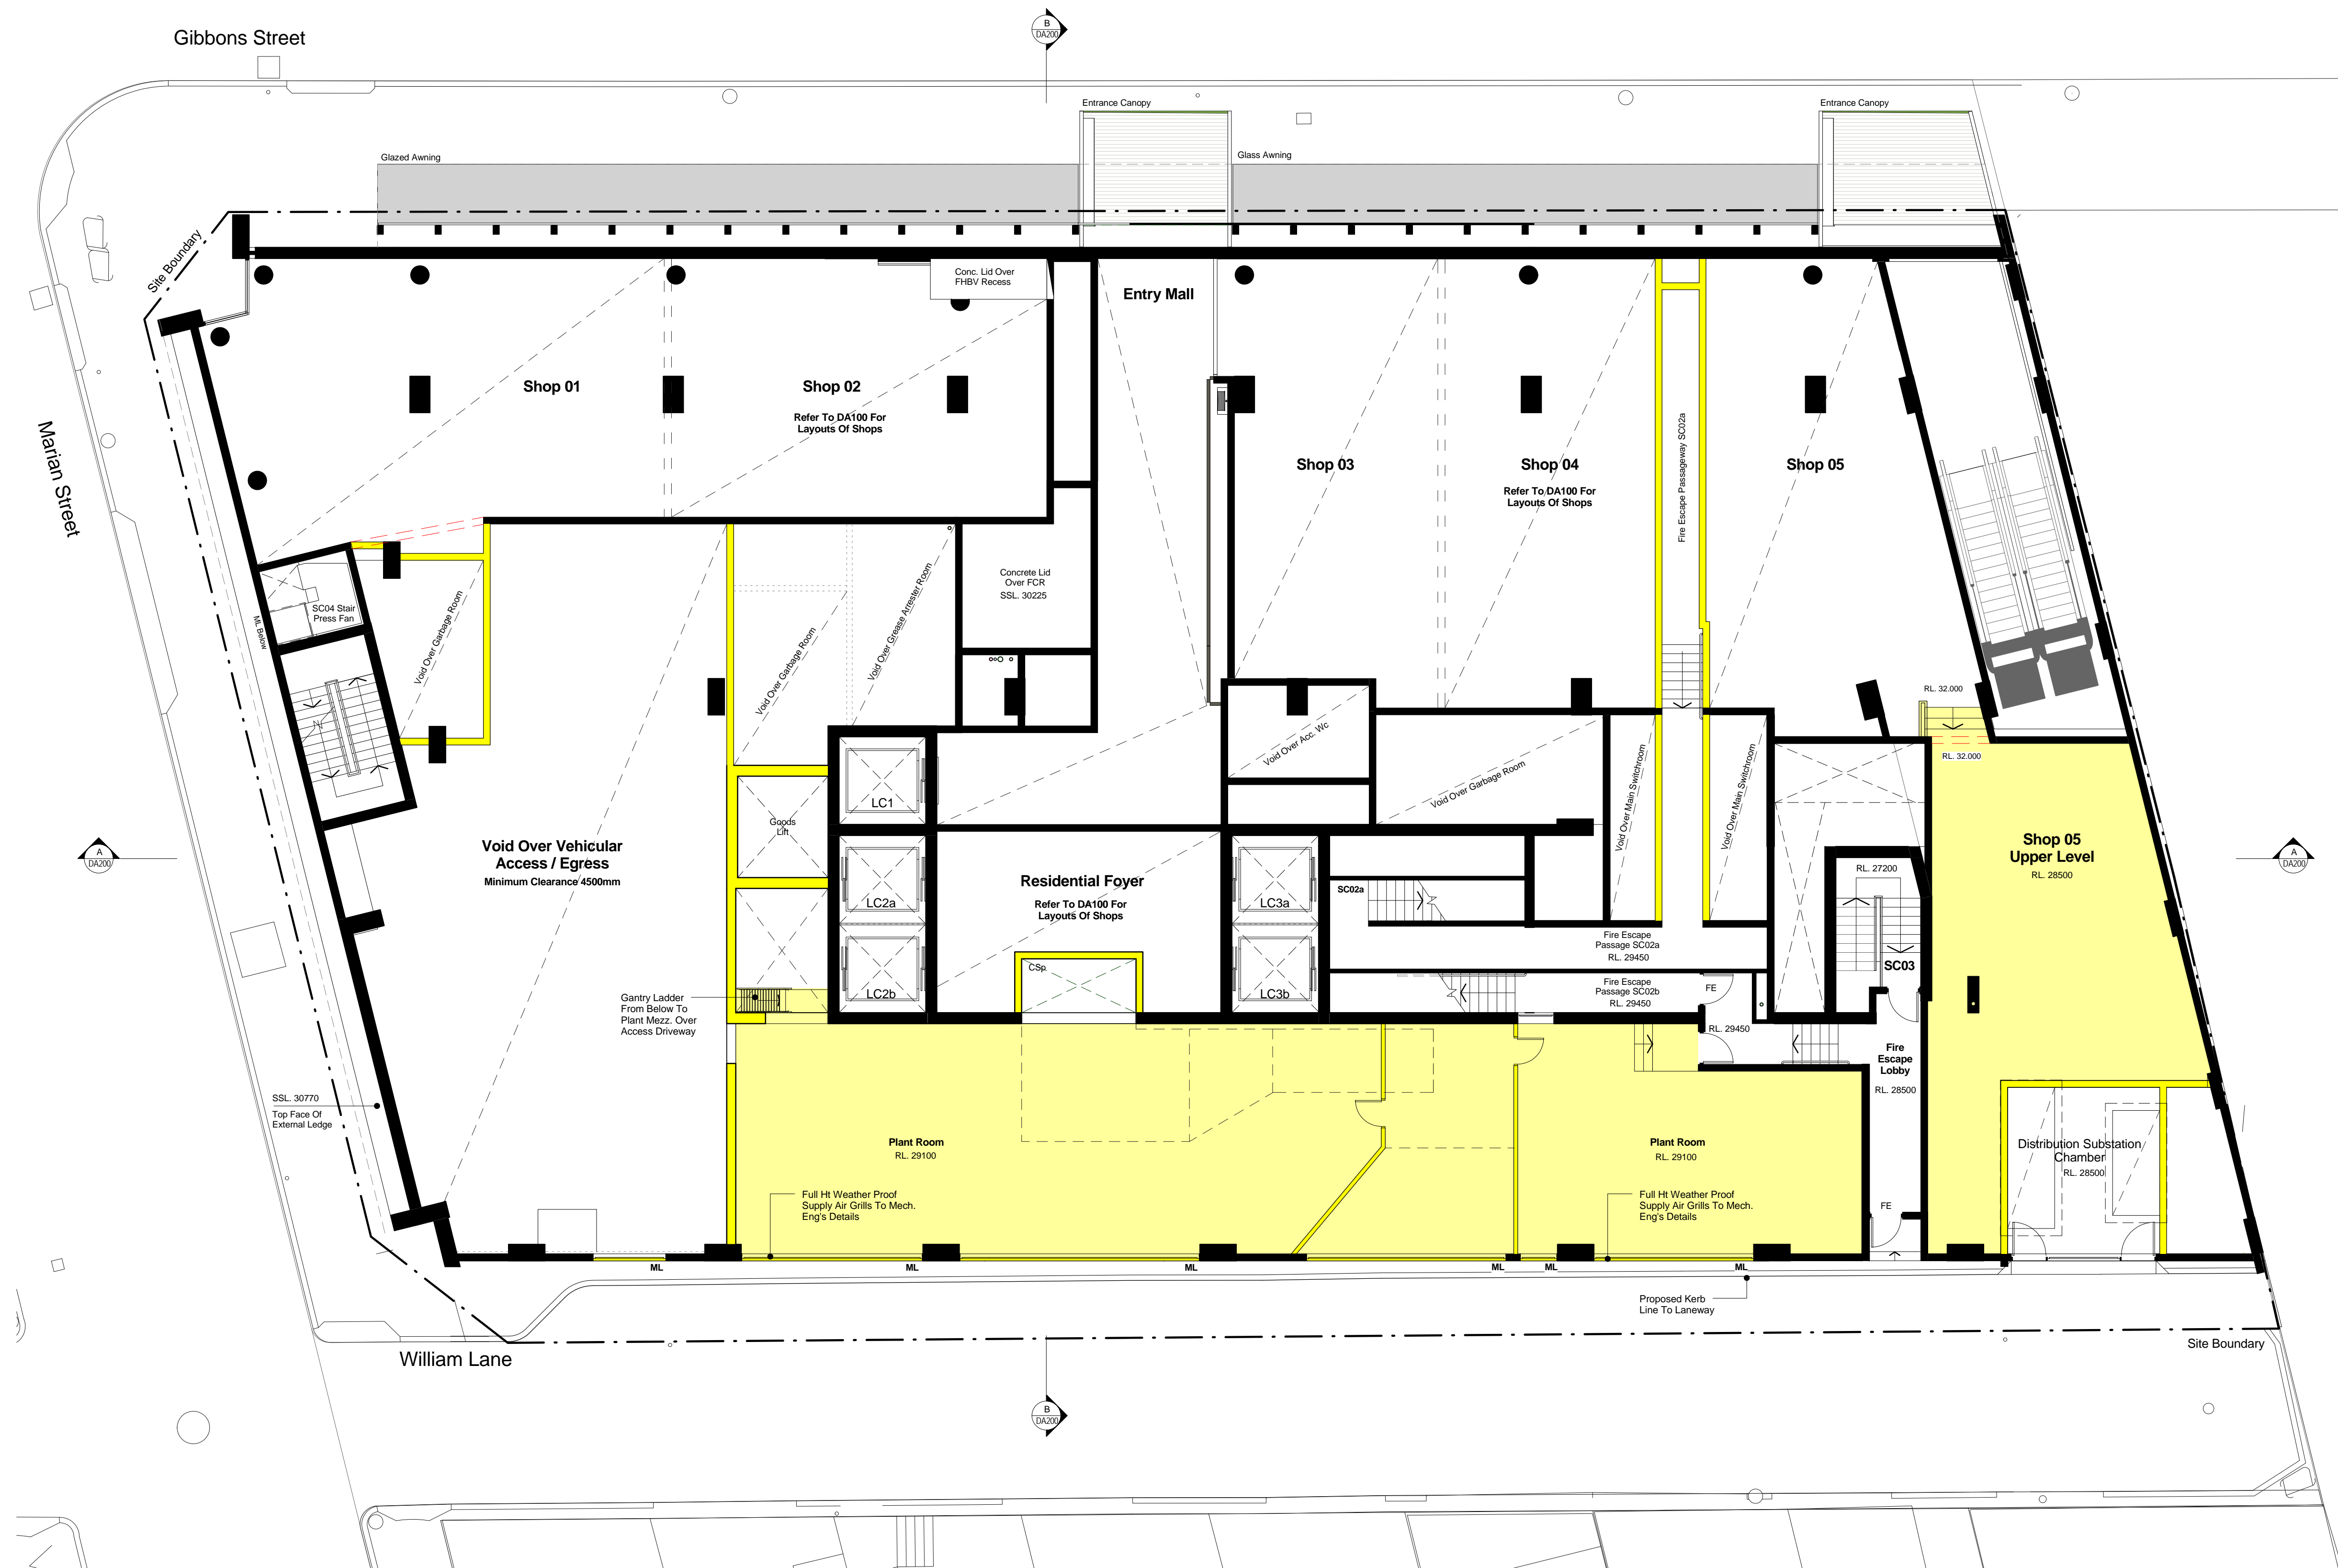 Gibbons Street
B
DA200
Entrance Canopy
Entrance Canopy
Glazed Awning
Glass Awning
Site Boundary
Conc. Lid Over
FHBV Recess
Entry Mall
Shop 01
Shop 02
Refer To DA100 For
Layouts Of Shops
Marian Street
Shop 03
Shop 04
Refer To DA100 For
Layouts Of Shops
Fire Escape Passageway SC02a
Shop 05
Concrete Lid
Over FCR
SSL. 30225
SC04 Stair
Press Fan
ML Below
Void Over Garbage Room
Void Over Garbage Room
Void Over Grease Arrester Room
RL. 32.000
RL. 32.000
Void Over Acc. Wc
Void Over Garbage Room
Void Over Main Switchroom
Void Over Main Switchroom
LC1
Goods
Lift
A
DA200
Void Over Vehicular
Access / Egress
Minimum Clearance 4500mm
Residential Foyer
Refer To DA100 For
Layouts Of Shops
LC2a
LC3a
SC02a
RL. 27200
Shop 05
Upper Level
RL. 28500
A
DA200
Fire Escape
Passage SC02a
RL. 29450
CSp
SC03
LC2b
LC3b
Fire Escape
Passage SC02b
RL. 29450
FE
Gantry Ladder
From Below To
Plant Mezz. Over
Access Driveway
RL. 29450
Fire
Escape
Lobby
RL. 28500
SSL. 30770
Top Face Of
External Ledge
Plant Room
RL. 29100
Plant Room
RL. 29100
Distribution Substation
Chamber
RL. 28500
Full Ht Weather Proof
Supply Air Grills To Mech.
Eng's Details
Full Ht Weather Proof
Supply Air Grills To Mech.
Eng's Details
FE
ML
ML
ML
ML
ML
ML
Proposed Kerb
Line To Laneway
William Lane
Site Boundary
B
DA200